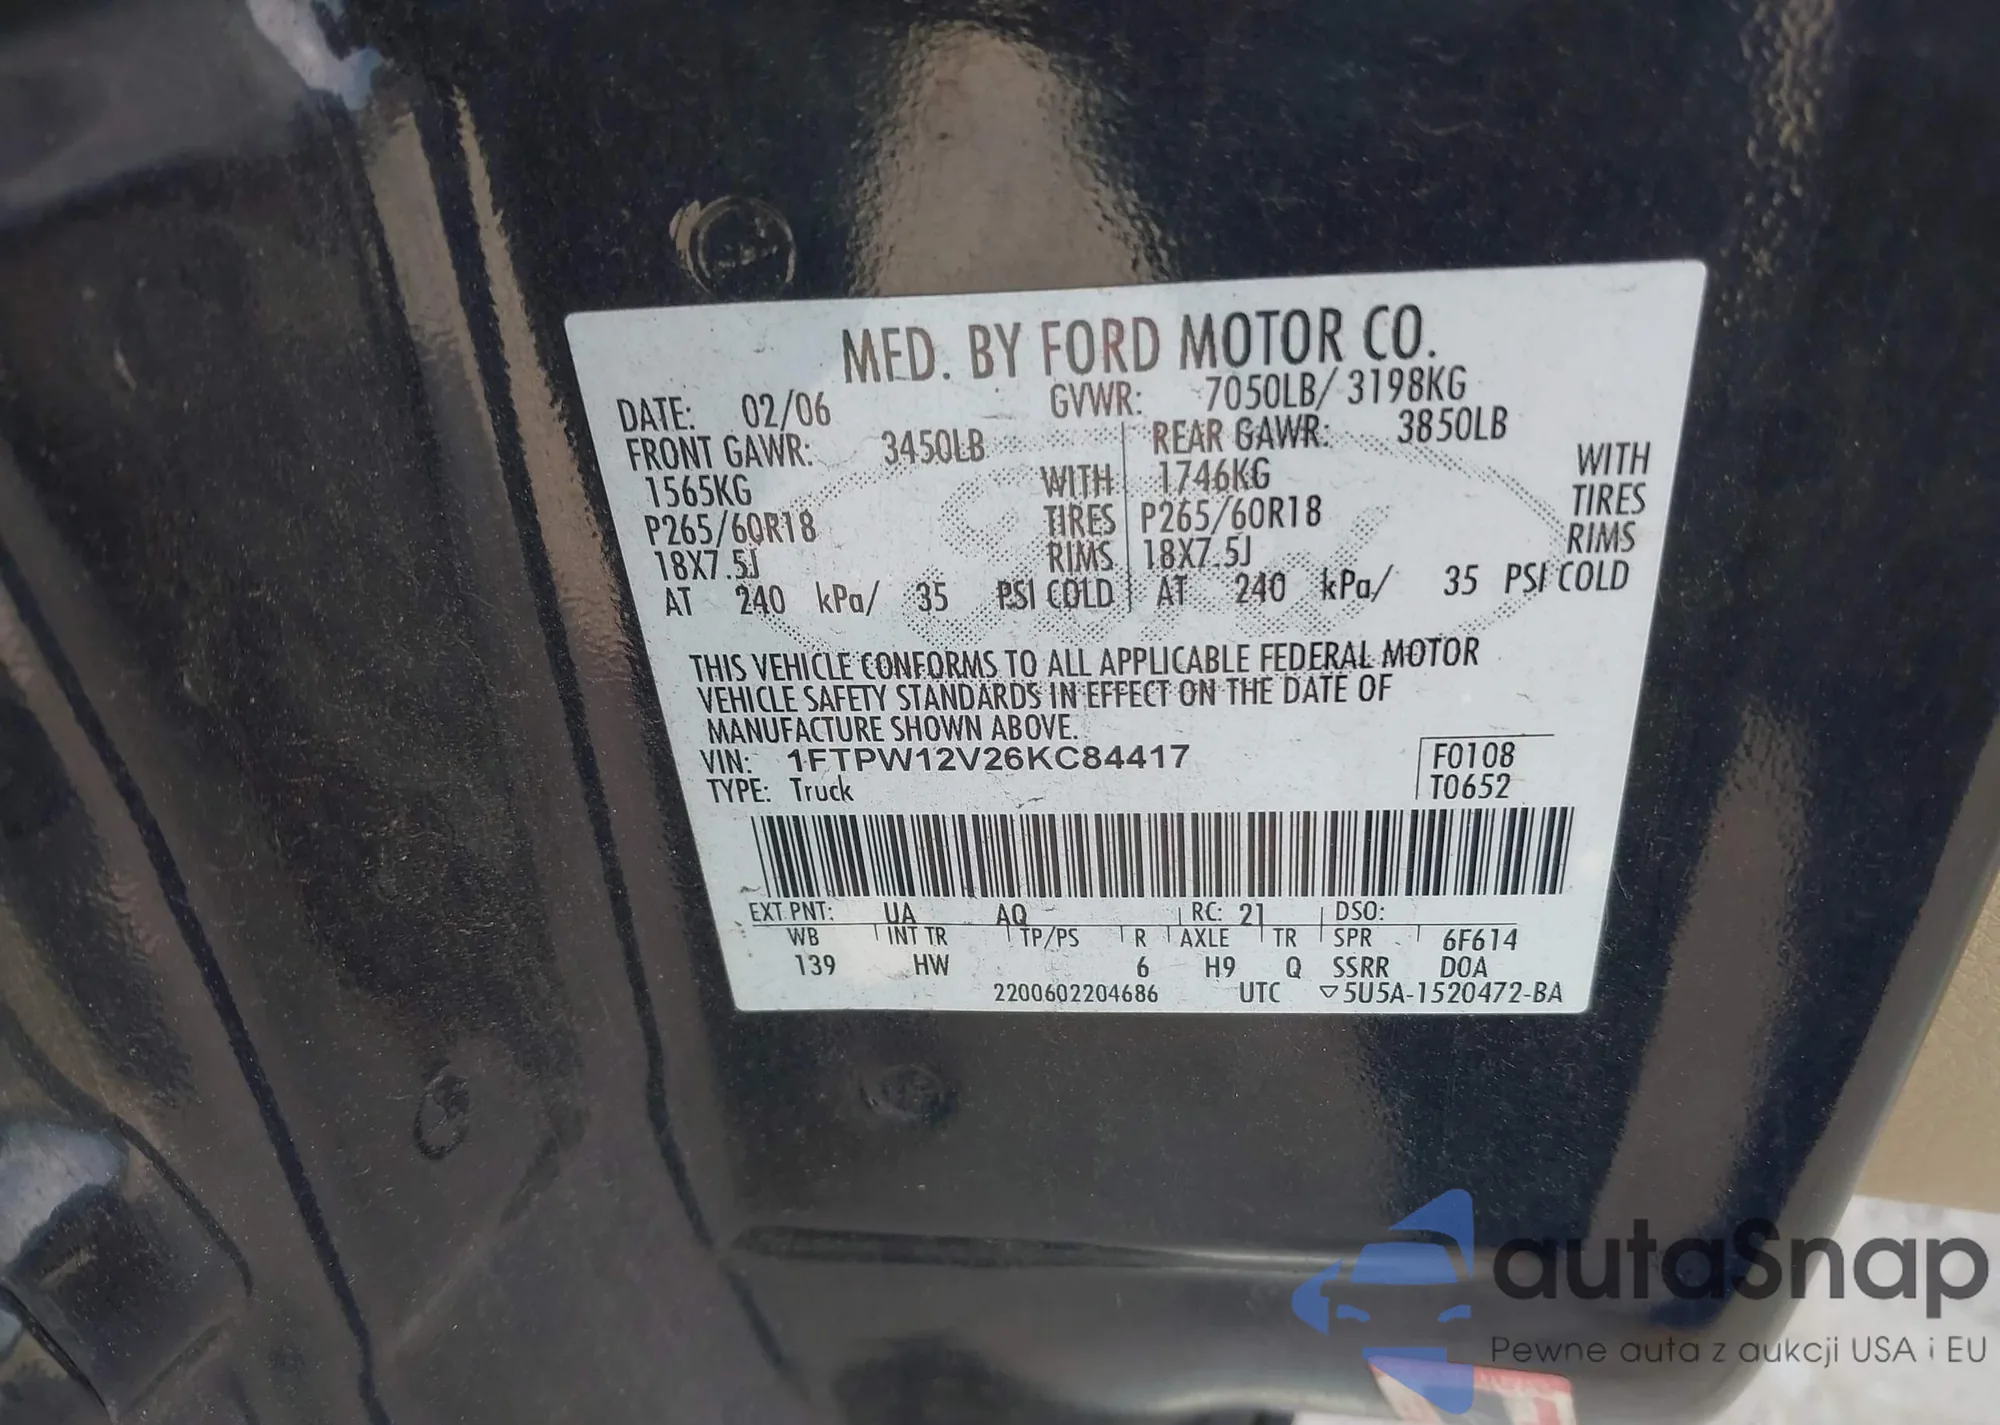 MFD. BY FORD MOTOR CO.
DATE: 02/06 GVWR: 7050LB/ 3198KG
FRONT GAWR: 3450LB REAR GAWR: 3850LB
1565KG WITH 1746KG WITH
P265/60R18 TIRES P265/60R18 TIRES
18X7.5J RIMS 18X7.5J RIMS
AT 240 kPa/ 35 PSI COLD AT 240 kPa/ 35 PSI COLD
THIS VEHICLE CONFORMS TO ALL APPLICABLE FEDERAL MOTOR
VEHICLE SAFETY STANDARDS IN EFFECT ON THE DATE OF
MANUFACTURE SHOWN ABOVE.
VIN: 1FTPW12V26KC84417 F0108
TYPE: Truck T0652
EXT PNT: UA AQ RC: 21 DSO:
WB INT TR TP/PS R AXLE TR SPR 6F614
139 HW 6 H9 Q SSRR D0A
2200602204686 UTC ▽5U5A-1520472-BA
autaSnap
Pewne auta z aukcji USA i EU